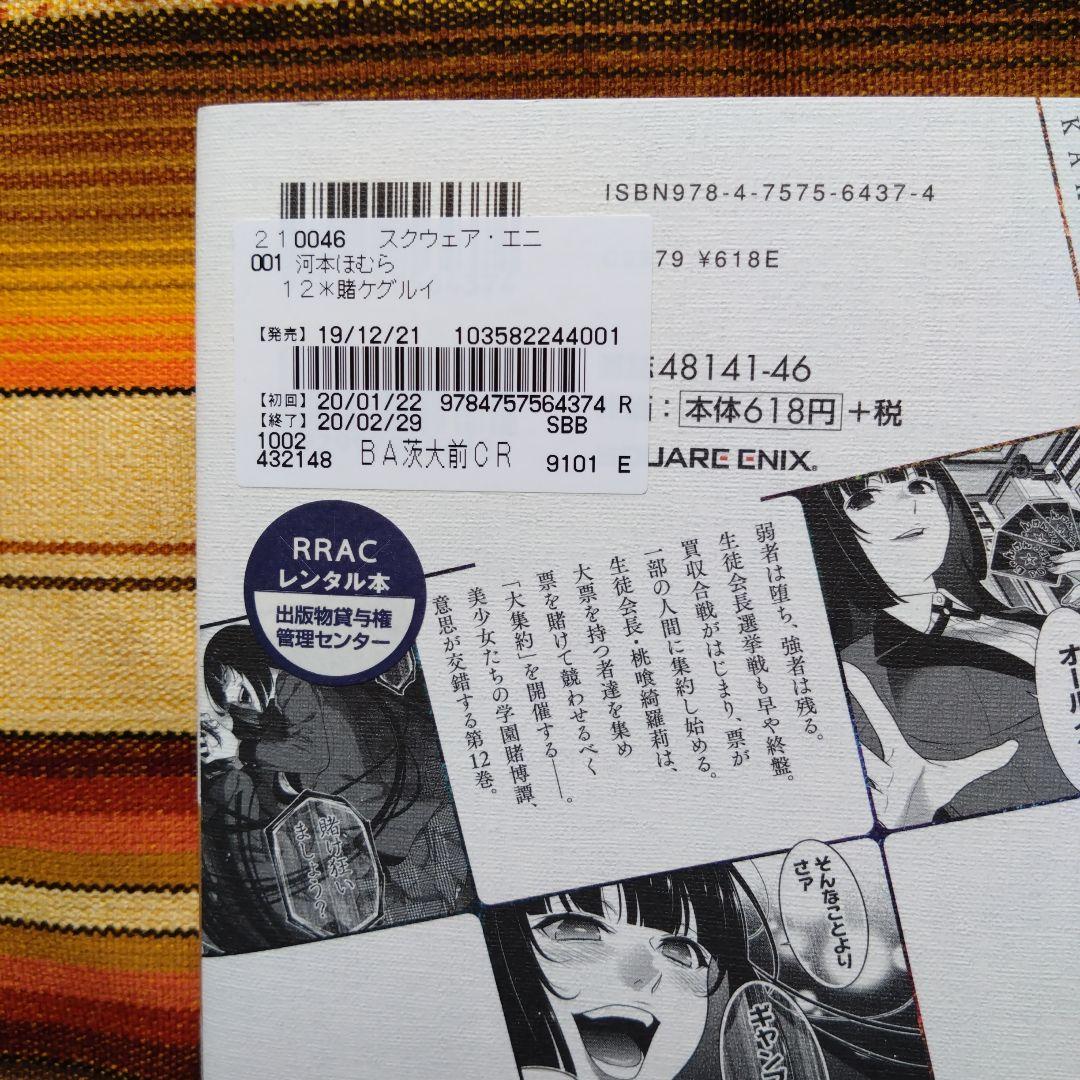 ISBN978-4-7575-6437-4
210046 スクウェア・エニ
001 河本ほむら
12*賭ケグルイ
【発売】19/12/21 103582244001
【初回】20/01/22 9784757564374 R
【終了】20/02/29 SBB
1002
432148 BA茨大前CR 9101 E
79 ¥618E
48141-46
:本体618円+税
UARE ENIX®
RRAC
レンタル本
出版物貸与権
管理センター
弱者は堕ち、強者は残る。
生徒会長選挙戦も早や終盤。
買収合戦がはじまり、票が
一部の人間に集約し始める。
生徒会長・桃喰綺羅莉は、
大票を持つ者達を集め
票を賭けて競わせるべく
「大集約」を開催する――。
美少女たちの学園賭博譚、
意思が交錯する第12巻。
賭け狂い
ましょう?
オール
そんなことより
さァ
ギャン
KA